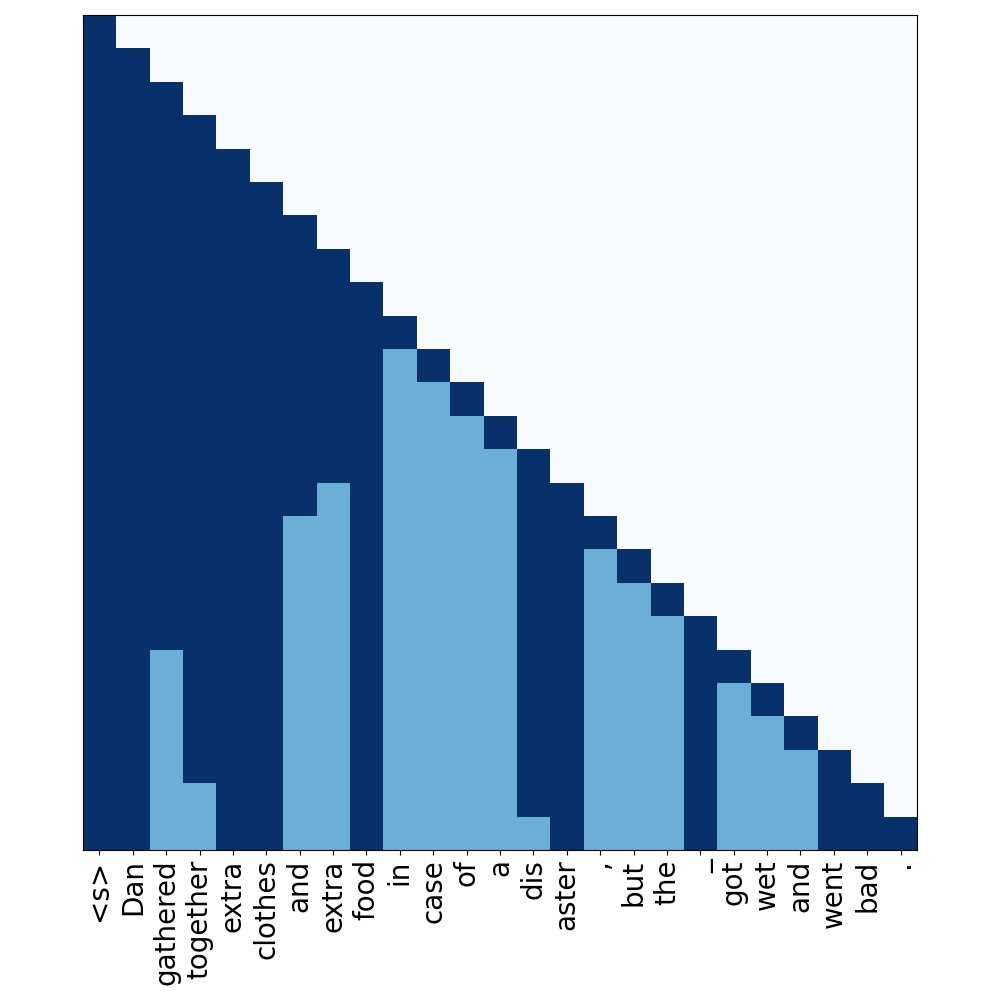 <s> Dan gathered together extra clothes and extra food in case of a dis aster , but the _ got wet and went bad .